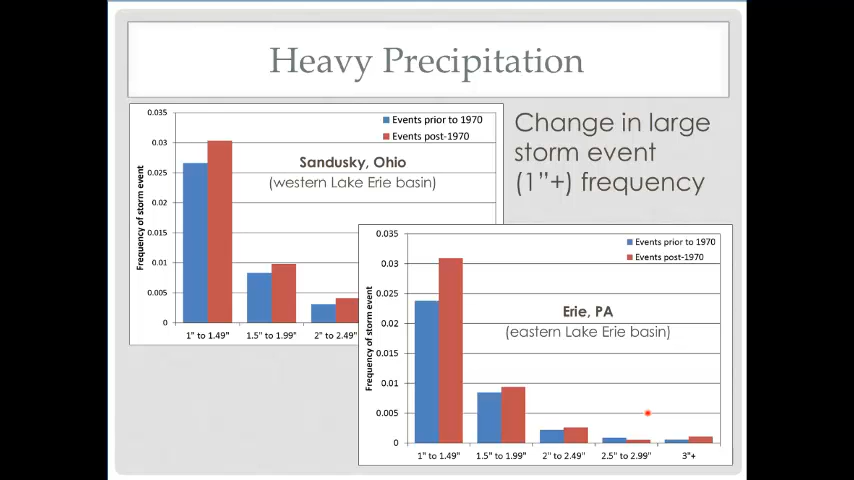 Heavy Precipitation
0.035
0.03
0.025
0.02
0.015
0.01
0.005
0
Frequency of storm event
Events prior to 1970
Events post-1970
Sandusky, Ohio
(western Lake Erie basin)
1" to 1.49"
1.5" to 1.99"
2" to 2.49"
Change in large
storm event
(1”+) frequency
0.035
0.03
0.025
0.02
0.015
0.01
0.005
0
Frequency of storm event
Events prior to 1970
Events post-1970
Erie, PA
(eastern Lake Erie basin)
1" to 1.49"
1.5" to 1.99"
2" to 2.49"
2.5" to 2.99"
3"+